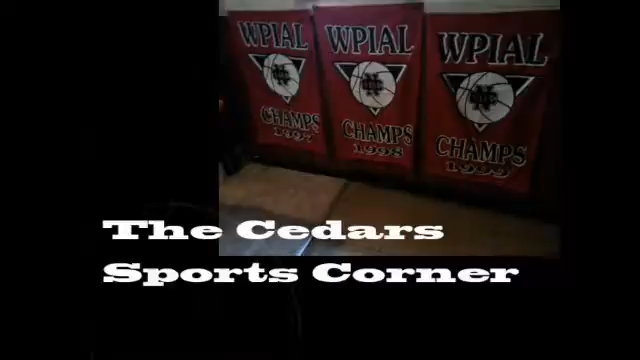 WPIAL
CHAMPS
1997
WPIAL
CHAMPS
1998
WPIAL
CHAMPS
1999
The Cedars
Sports Corner